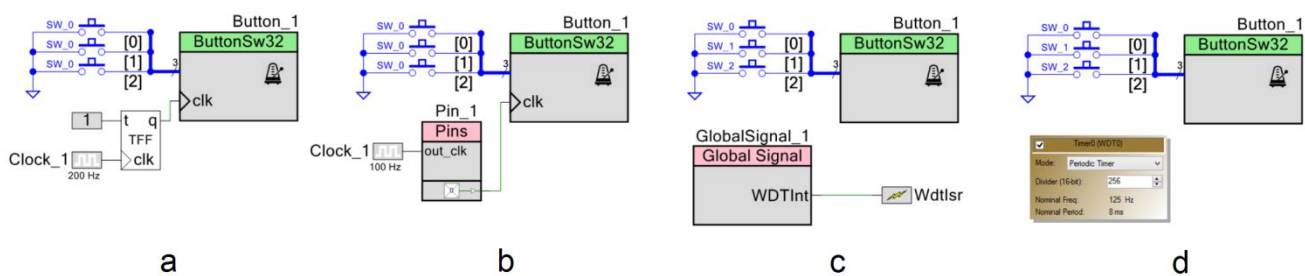 Button_1
ButtonSw32
SW_0
[0]
SW_0
[1]
SW_0
[2]
3
clk
1
t q
TFF
clk
Clock_1
200 Hz
a
Button_1
ButtonSw32
SW_0
[0]
SW_0
[1]
SW_0
[2]
3
clk
Pin_1
Pins
Clock_1
out_clk
100 Hz
b
Button_1
ButtonSw32
SW_0
[0]
SW_1
[1]
SW_2
[2]
3
GlobalSignal_1
Global Signal
WDTInt
WdtIsr
c
Button_1
ButtonSw32
SW_0
[0]
SW_1
[1]
SW_2
[2]
3
Timer0 (WDT0)
Mode: Periodic Timer
Divider (16-bit): 256
Nominal Freq: 125 Hz
Nominal Period: 8 ms
d